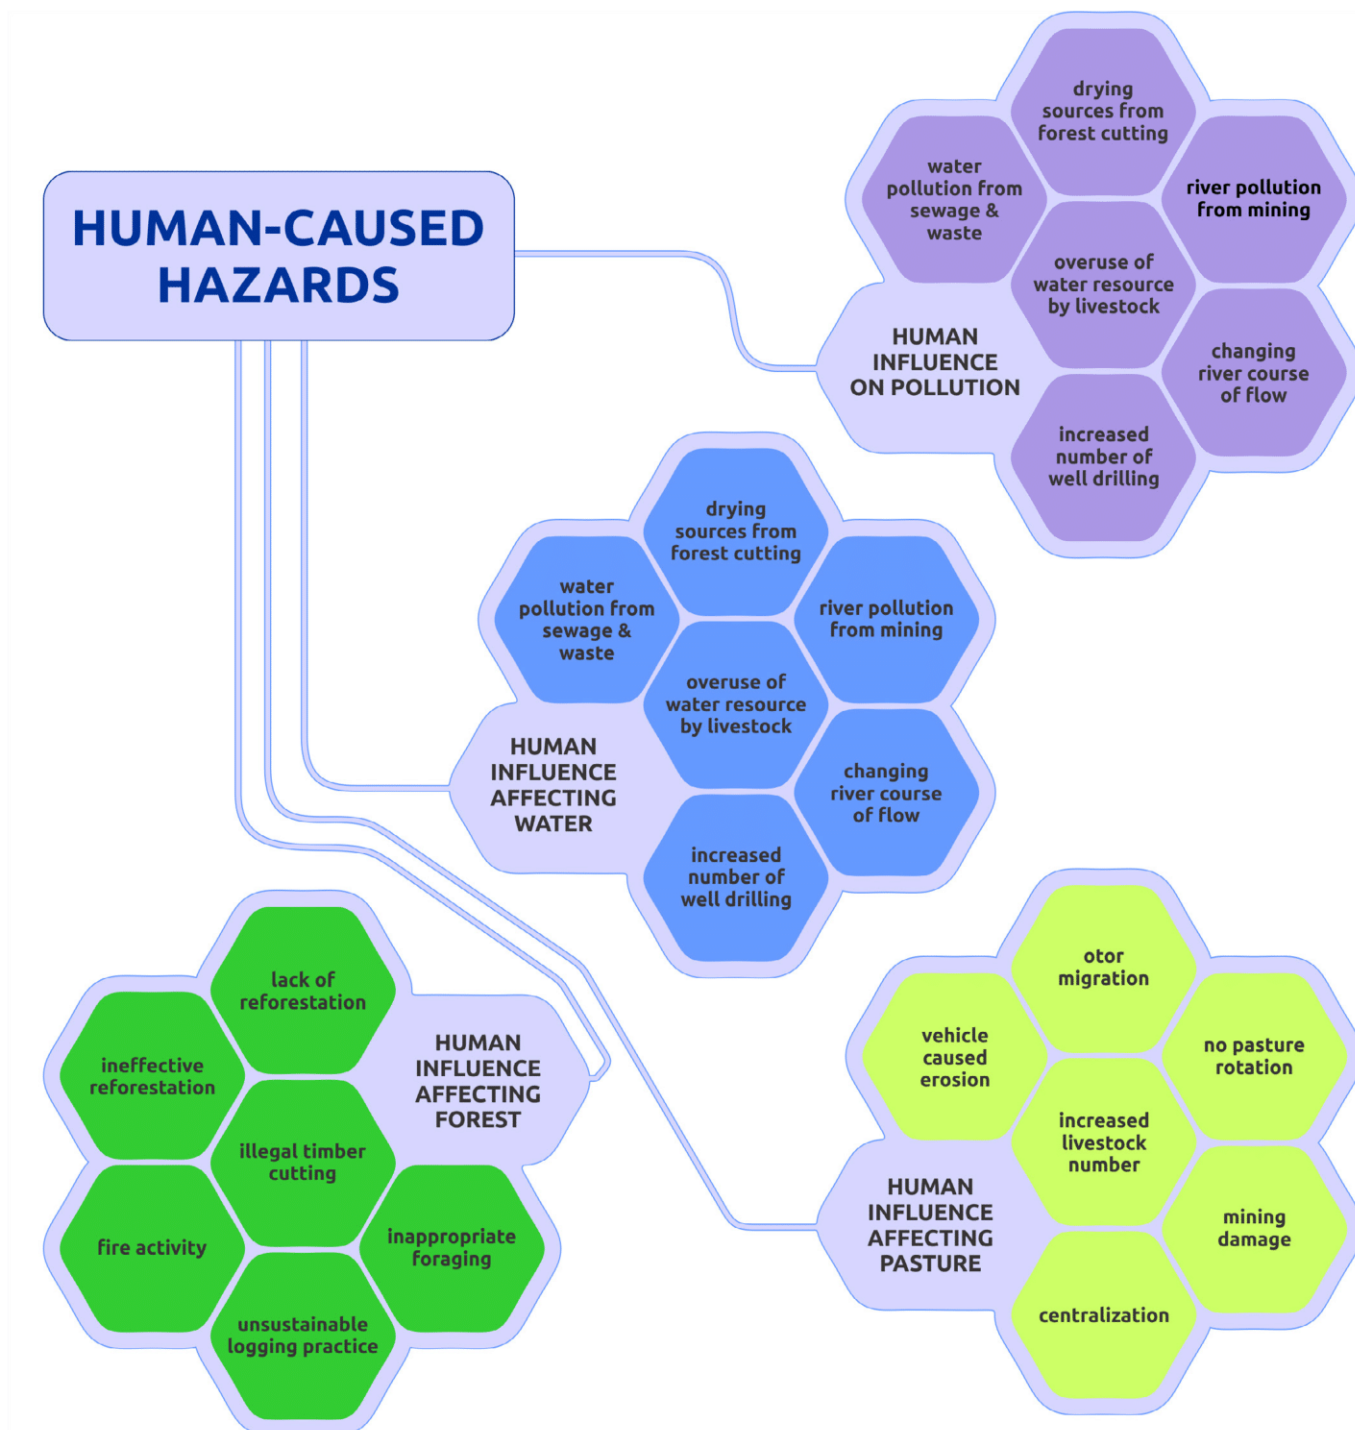 HUMAN-CAUSED
HAZARDS
drying
sources from
forest cutting
water
pollution from
sewage &
waste
river pollution
from mining
overuse of
water resource
by livestock
HUMAN
INFLUENCE
ON POLLUTION
changing
river course
of flow
increased
number of
well drilling
drying
sources from
forest cutting
water
pollution from
sewage &
waste
river pollution
from mining
overuse of
water resource
by livestock
HUMAN
INFLUENCE
AFFECTING
WATER
changing
river course
of flow
increased
number of
well drilling
lack of
reforestation
HUMAN
INFLUENCE
AFFECTING
FOREST
ineffective
reforestation
illegal timber
cutting
fire activity
inappropriate
foraging
unsustainable
logging practice
otor
migration
vehicle
caused
erosion
no pasture
rotation
increased
livestock
number
HUMAN
INFLUENCE
AFFECTING
PASTURE
mining
damage
centralization